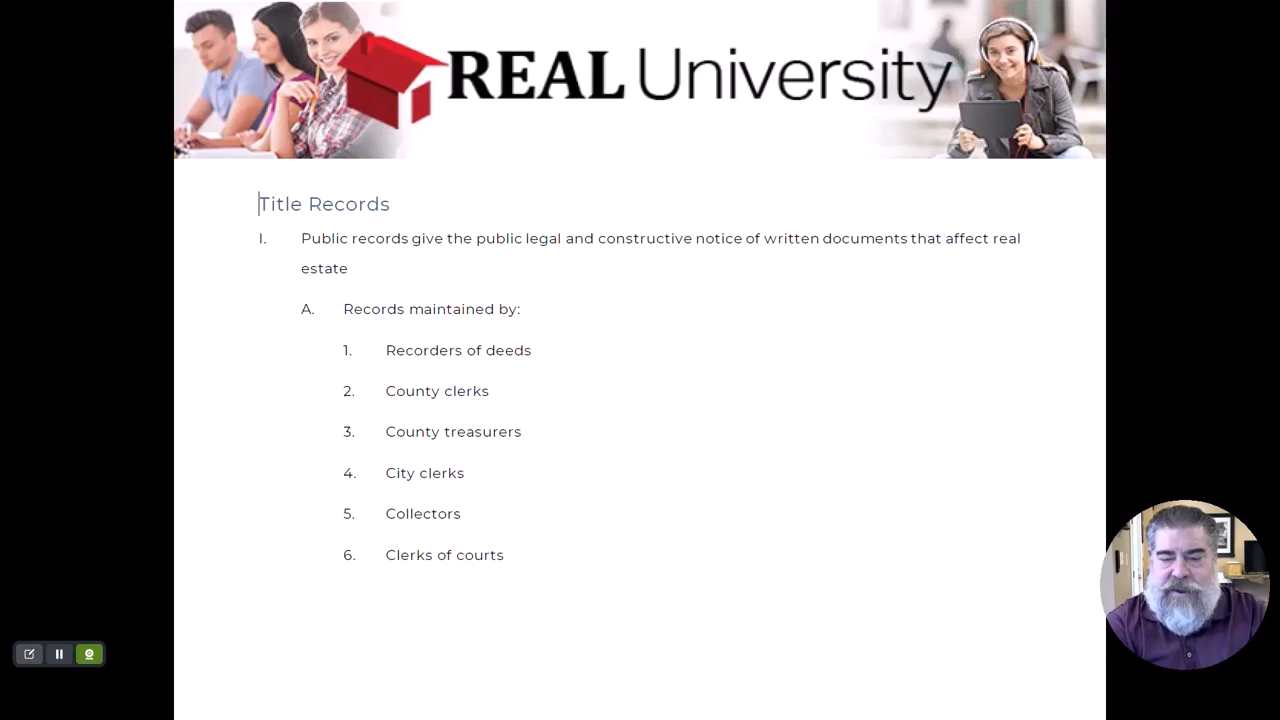 REAL University
Title Records
I. Public records give the public legal and constructive notice of written documents that affect real
estate
A. Records maintained by:
1. Recorders of deeds
2. County clerks
3. County treasurers
4. City clerks
5. Collectors
6. Clerks of courts